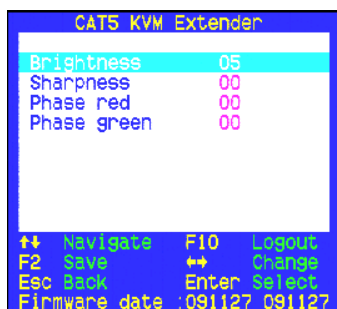 CAT5 KVM Extender
Brightness 05
Sharpness 00
Phase red 00
Phase green 00
↑↓ Navigate F10 Logout
F2 Save ←→ Change
Esc Back Enter Select
Firmware date :091127 091127